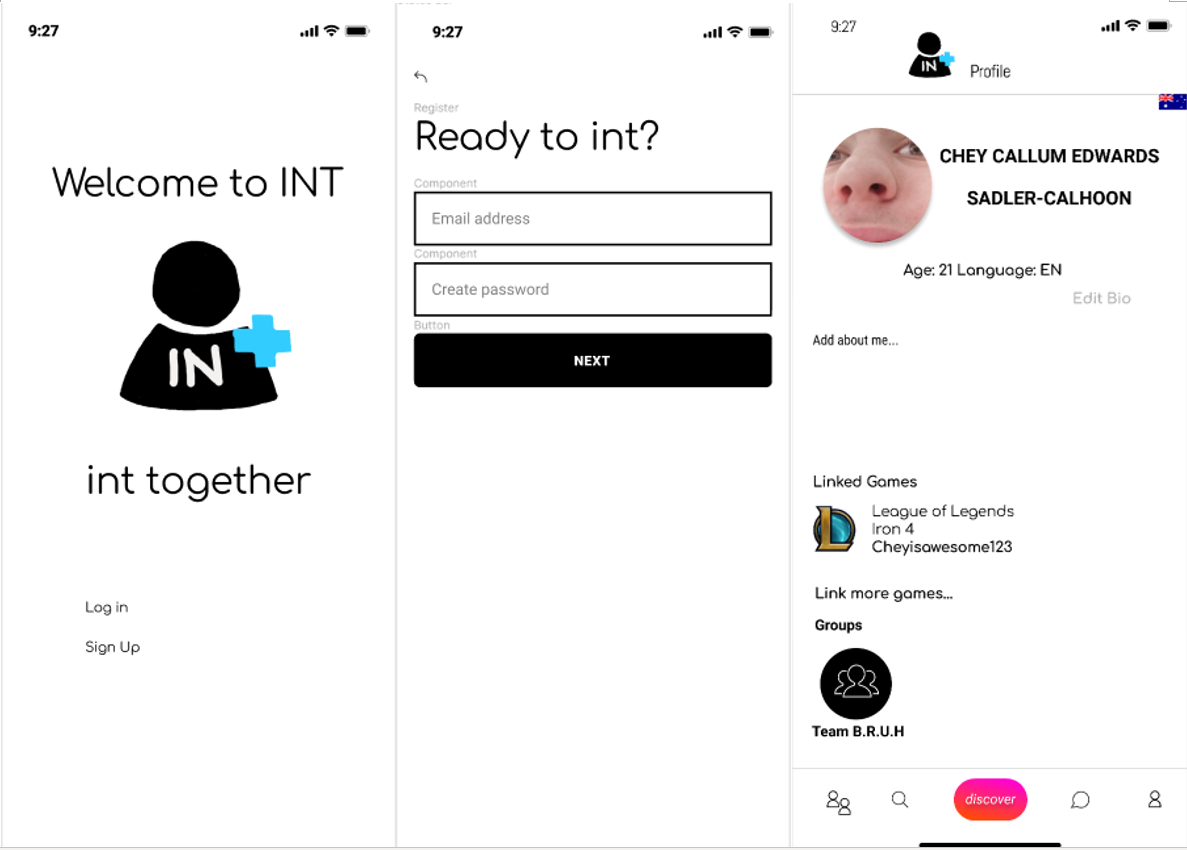 9:27
Welcome to INT
IN
int together
Log in
Sign Up
9:27
Register
Ready to int?
Component
Email address
Component
Create password
Button
NEXT
9:27
IN
Profile
CHEY CALLUM EDWARDS
SADLER-CALHOON
Age: 21 Language: EN
Edit Bio
Add about me...
Linked Games
League of Legends
Iron 4
Cheyisawesome123
Link more games...
Groups
Team B.R.U.H
discover